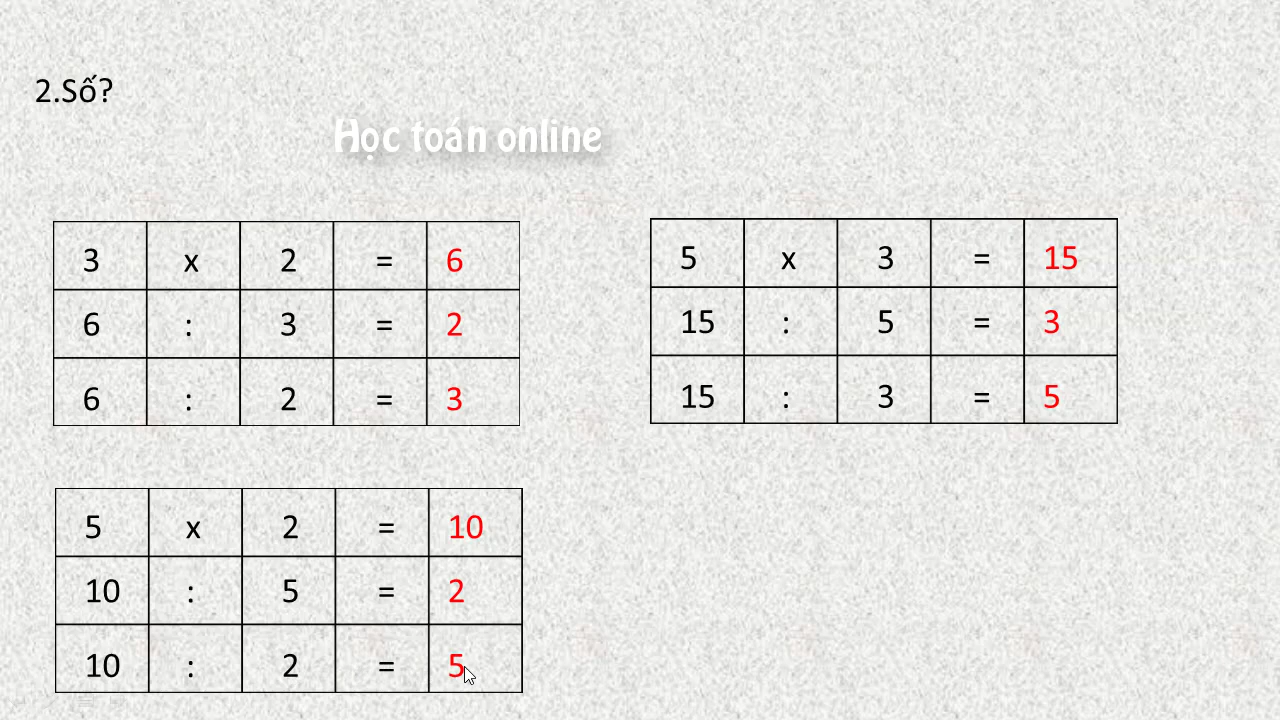 2.Số?
Học toán online
3 x 2 = 6
6 : 3 = 2
6 : 2 = 3
5 x 3 = 15
15 : 5 = 3
15 : 3 = 5
5 x 2 = 10
10 : 5 = 2
10 : 2 = 5